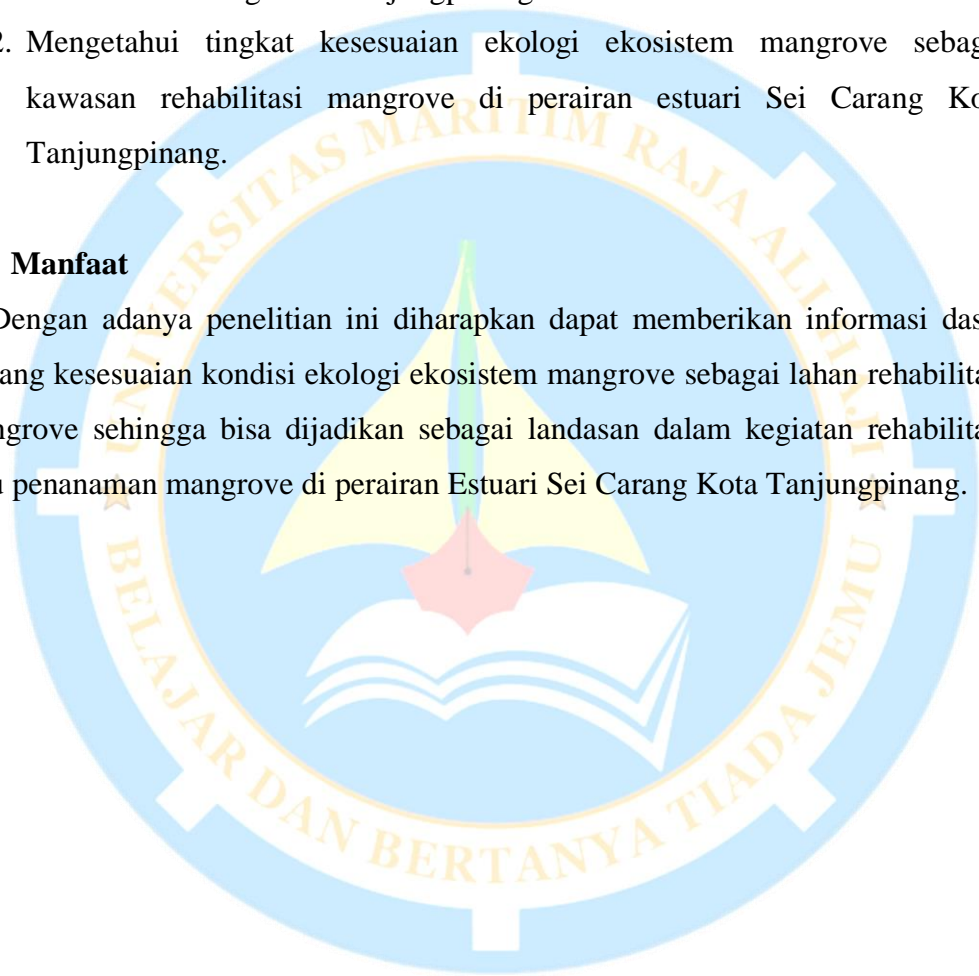 2. Mengetahui tingkat kesesuaian ekologi ekosistem mangrove sebag
kawasan rehabilitasi mangrove di perairan estuari Sei Carang Ko
Tanjungpinang.
Manfaat
Dengan adanya penelitian ini diharapkan dapat memberikan informasi das
ang kesesuaian kondisi ekologi ekosistem mangrove sebagai lahan rehabilita
ngrove sehingga bisa dijadikan sebagai landasan dalam kegiatan rehabilita
u penanaman mangrove di perairan Estuari Sei Carang Kota Tanjungpinang.
UNIVERSITAS MARITIM RAJA ALI HAJI
BELAJAR DAN BERTANYA TIADA JEMU